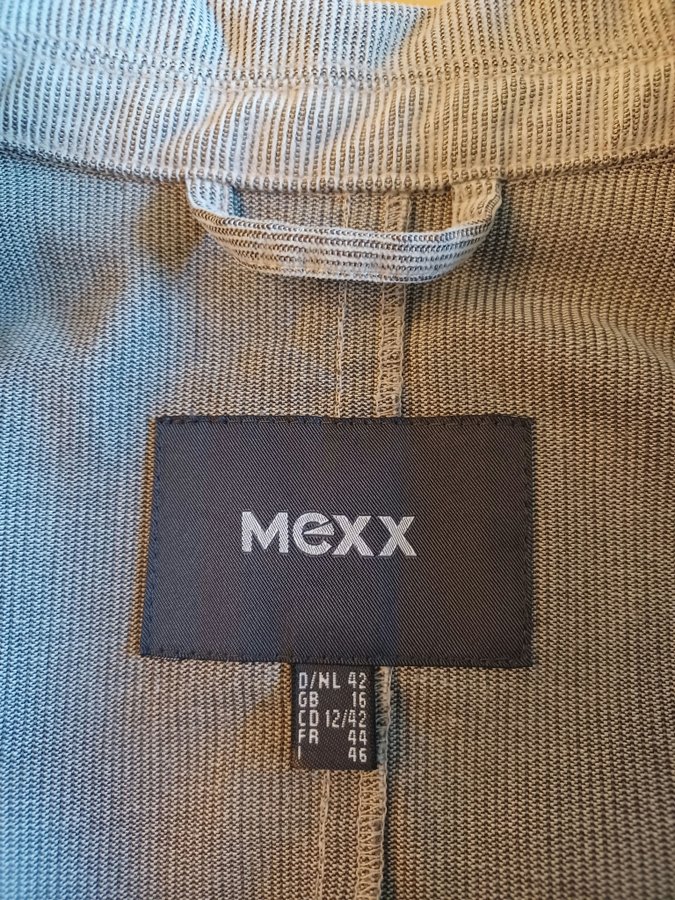 Mexx
D/NL 42
GB 16
CD 12/42
FR 44
I 46